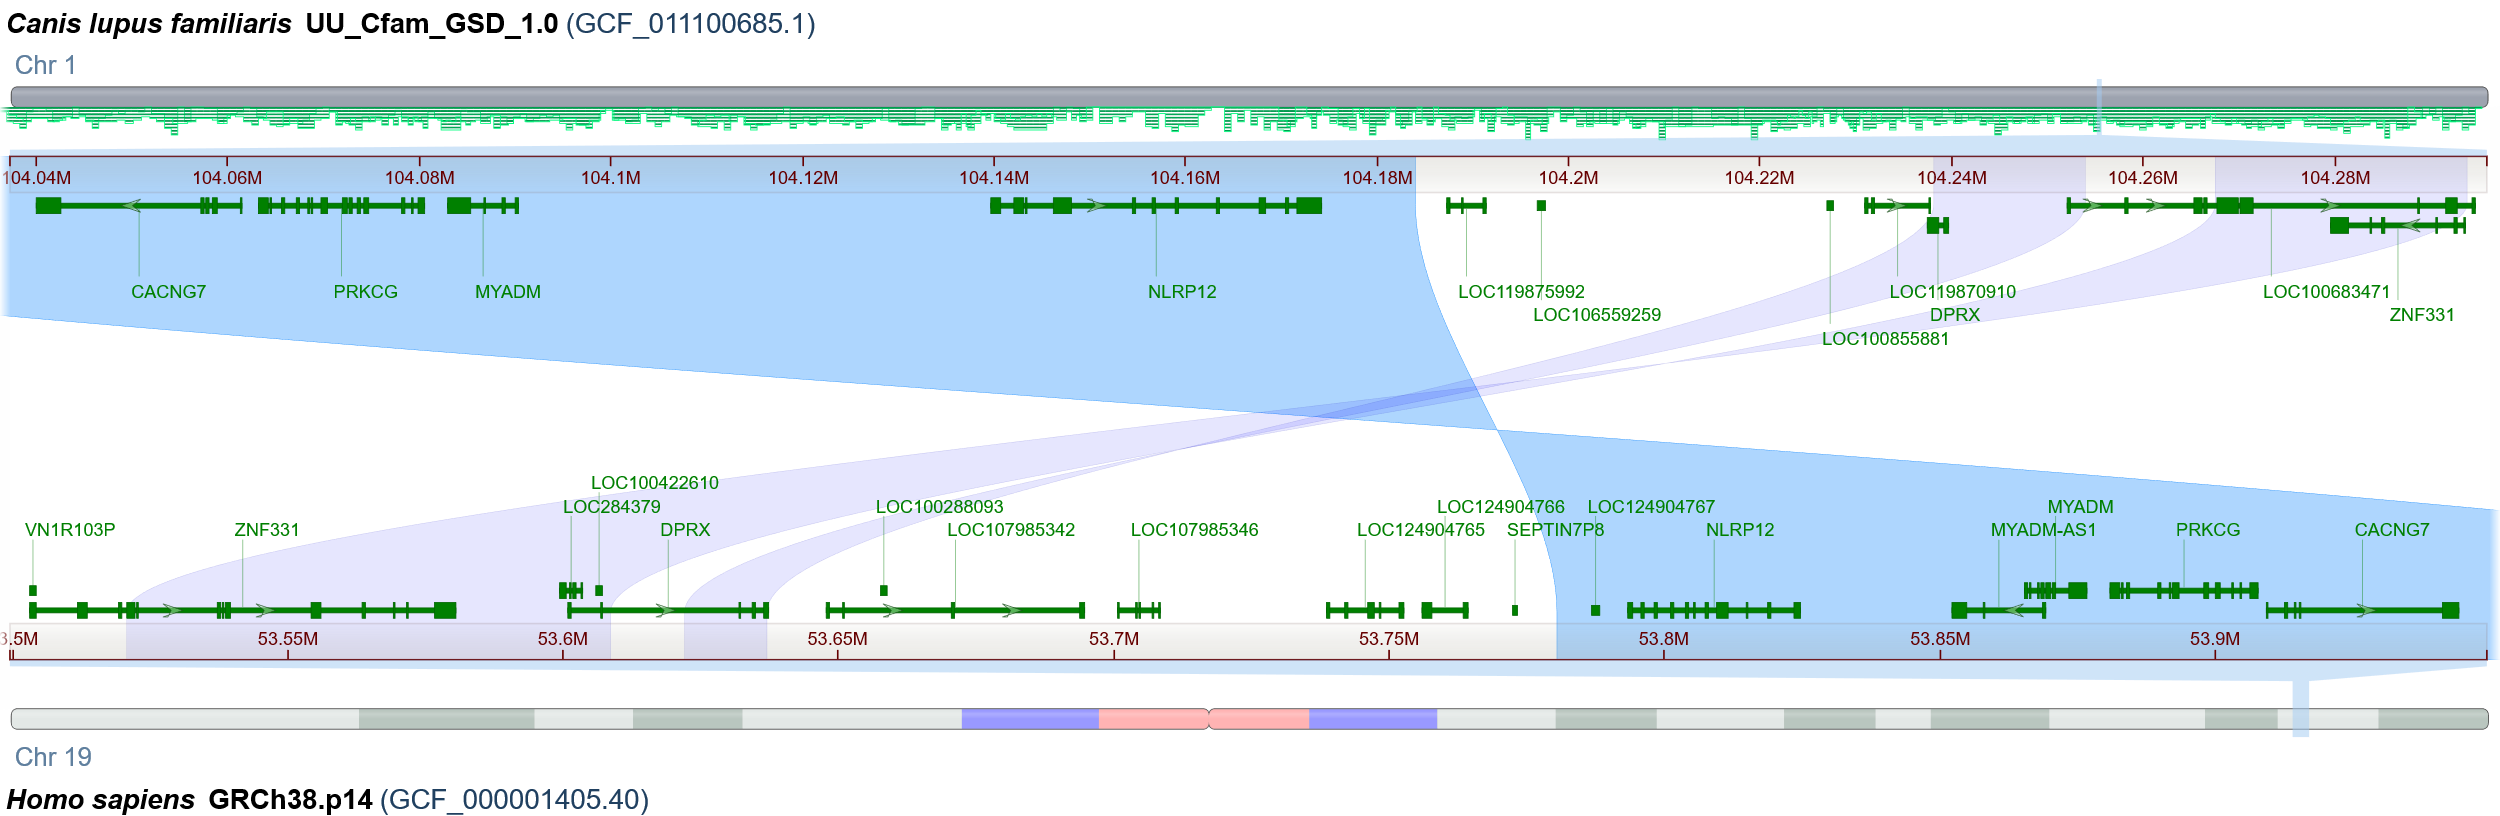 Canis lupus familiaris UU_Cfam_GSD_1.0 (GCF_011100685.1)
Chr 1
104.04M 104.06M 104.08M 104.1M 104.12M 104.14M 104.16M 104.18M 104.2M 104.22M 104.24M 104.26M 104.28M
CACNG7 PRKCG MYADM NLRP12 LOC119875992 LOC119870910 LOC100683471
LOC106559259 DPRX ZNF331
LOC100855881
LOC100422610
LOC284379 LOC100288093 LOC124904766 LOC124904767 MYADM
VN1R103P ZNF331 DPRX LOC107985342 LOC107985346 LOC124904765 SEPTIN7P8 NLRP12 MYADM-AS1 PRKCG CACNG7
3.5M 53.55M 53.6M 53.65M 53.7M 53.75M 53.8M 53.85M 53.9M
Chr 19
Homo sapiens GRCh38.p14 (GCF_000001405.40)